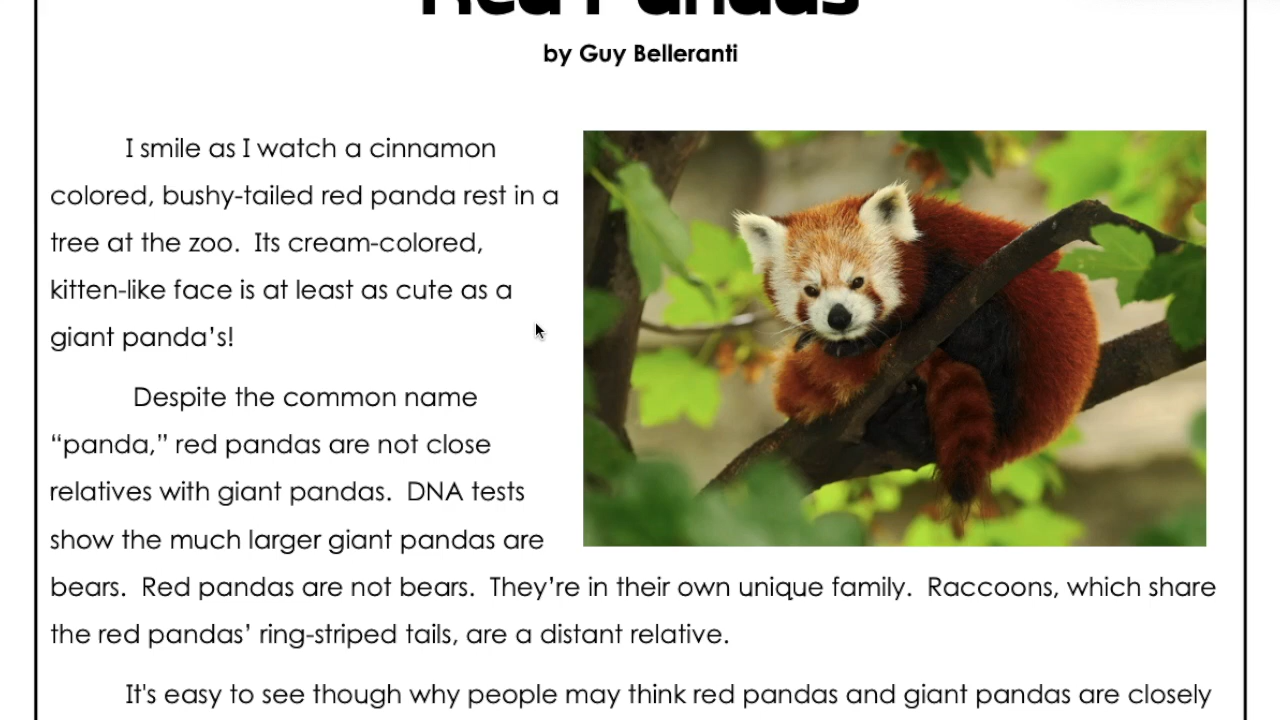 Red Pandas
by Guy Belleranti
I smile as I watch a cinnamon
colored, bushy-tailed red panda rest in a
tree at the zoo.  Its cream-colored,
kitten-like face is at least as cute as a
giant panda’s!
Despite the common name
“panda,” red pandas are not close
relatives with giant pandas.  DNA tests
show the much larger giant pandas are
bears.  Red pandas are not bears.  They’re in their own unique family.  Raccoons, which share
the red pandas’ ring-striped tails, are a distant relative.
It's easy to see though why people may think red pandas and giant pandas are closely